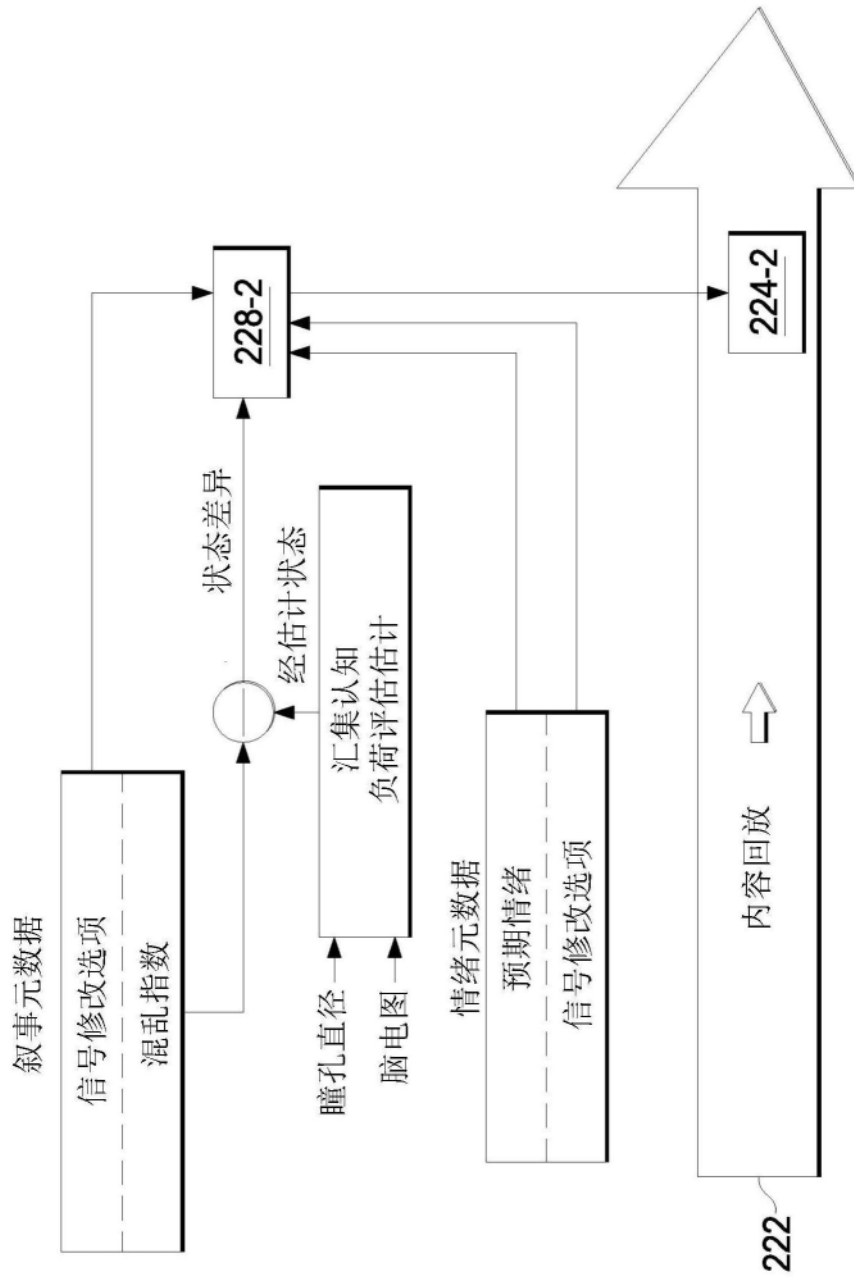 叙事元数据
信号修改选项
混乱指数
状态差异
228-2
经估计状态
瞳孔直径
脑电图
汇集认知
负荷评估估计
情绪元数据
预期情绪
信号修改选项
内容回放
224-2
222